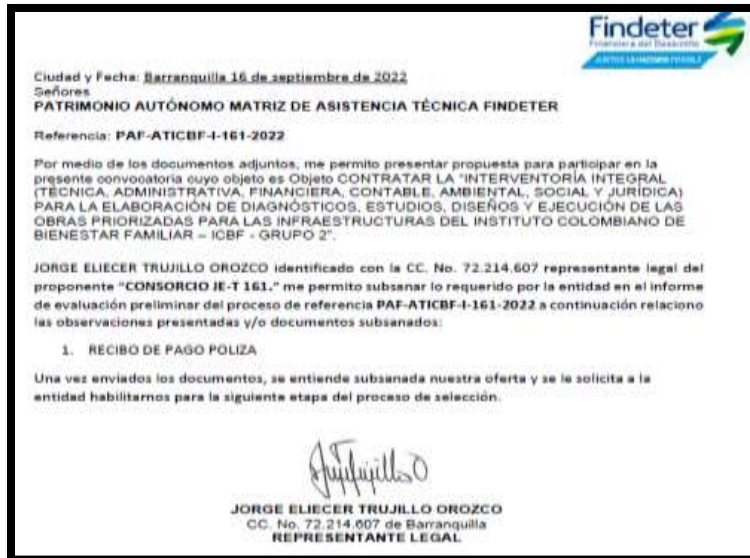 Findeter
Financiera del Desarrollo
Ciudad y Fecha: Barranquilla 16 de septiembre de 2022
Señores
PATRIMONIO AUTÓNOMO MATRIZ DE ASISTENCIA TÉCNICA FINDETER
Referencia: PAF-ATICBF-I-161-2022
Por medio de los documentos adjuntos, me permito presentar propuesta para participar en la
presente convocatoria cuyo objeto es Objeto CONTRATAR LA "INTERVENTORÍA INTEGRAL
(TÉCNICA, ADMINISTRATIVA, FINANCIERA, CONTABLE, AMBIENTAL, SOCIAL Y JURÍDICA)
PARA LA ELABORACIÓN DE DIAGNÓSTICOS, ESTUDIOS, DISEÑOS Y EJECUCIÓN DE LAS
OBRAS PRIORIZADAS PARA LAS INFRAESTRUCTURAS DEL INSTITUTO COLOMBIANO DE
BIENESTAR FAMILIAR – ICBF - GRUPO 2".
JORGE ELIECER TRUJILLO OROZCO identificado con la CC. No. 72.214.607 representante legal del
proponente "CONSORCIO JE-T 161." me permito subsanar lo requerido por la entidad en el informe
de evaluación preliminar del proceso de referencia PAF-ATICBF-I-161-2022 a continuación relaciono
las observaciones presentadas y/o documentos subsanados:
1. RECIBO DE PAGO POLIZA
Una vez enviados los documentos, se entiende subsanada nuestra oferta y se le solicita a la
entidad habilitarnos para la siguiente etapa del proceso de selección.
JORGE ELIECER TRUJILLO OROZCO
CC. No. 72.214.607 de Barranquilla
REPRESENTANTE LEGAL